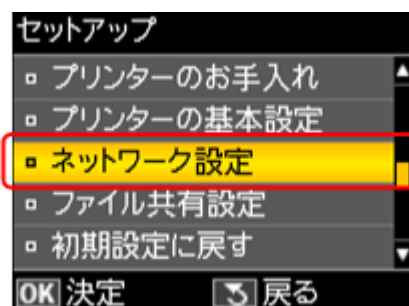 セットアップ
プリンターのお手入れ
プリンターの基本設定
ネットワーク設定
ファイル共有設定
初期設定に戻す
OK 決定 戻る